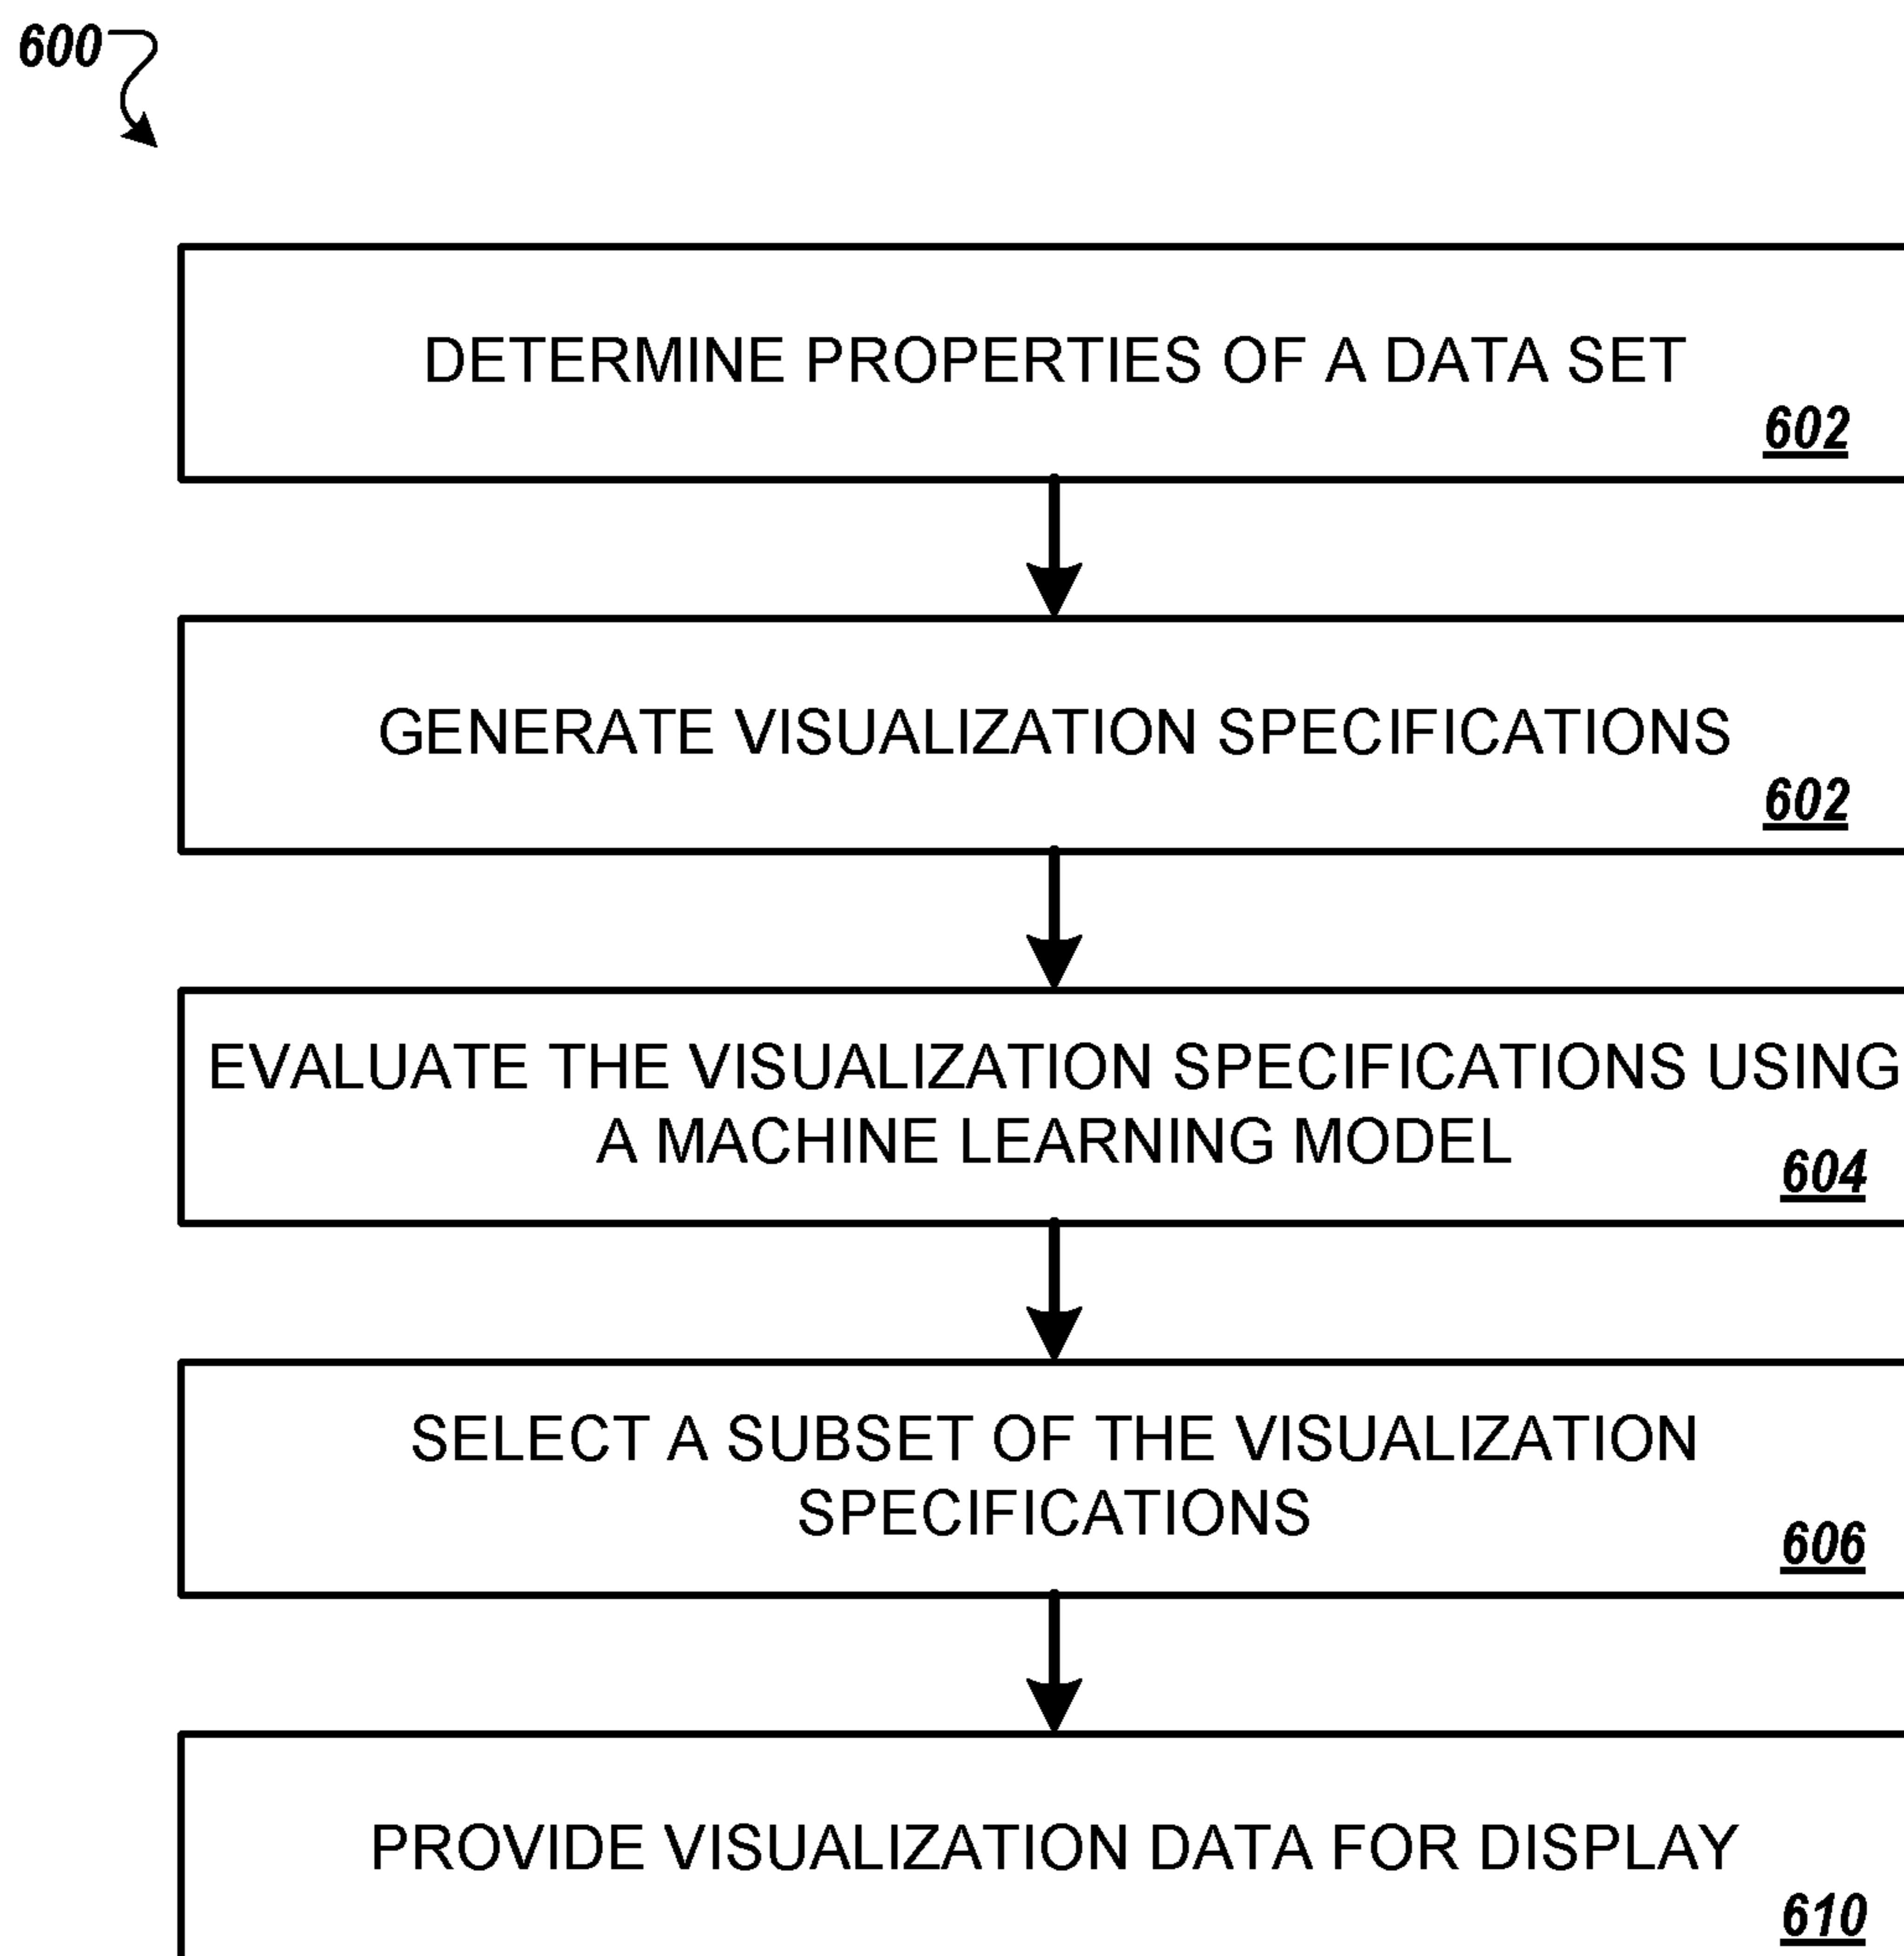 600
DETERMINE PROPERTIES OF A DATA SET
602
GENERATE VISUALIZATION SPECIFICATIONS
602
EVALUATE THE VISUALIZATION SPECIFICATIONS USING
A MACHINE LEARNING MODEL
604
SELECT A SUBSET OF THE VISUALIZATION
SPECIFICATIONS
606
PROVIDE VISUALIZATION DATA FOR DISPLAY
610